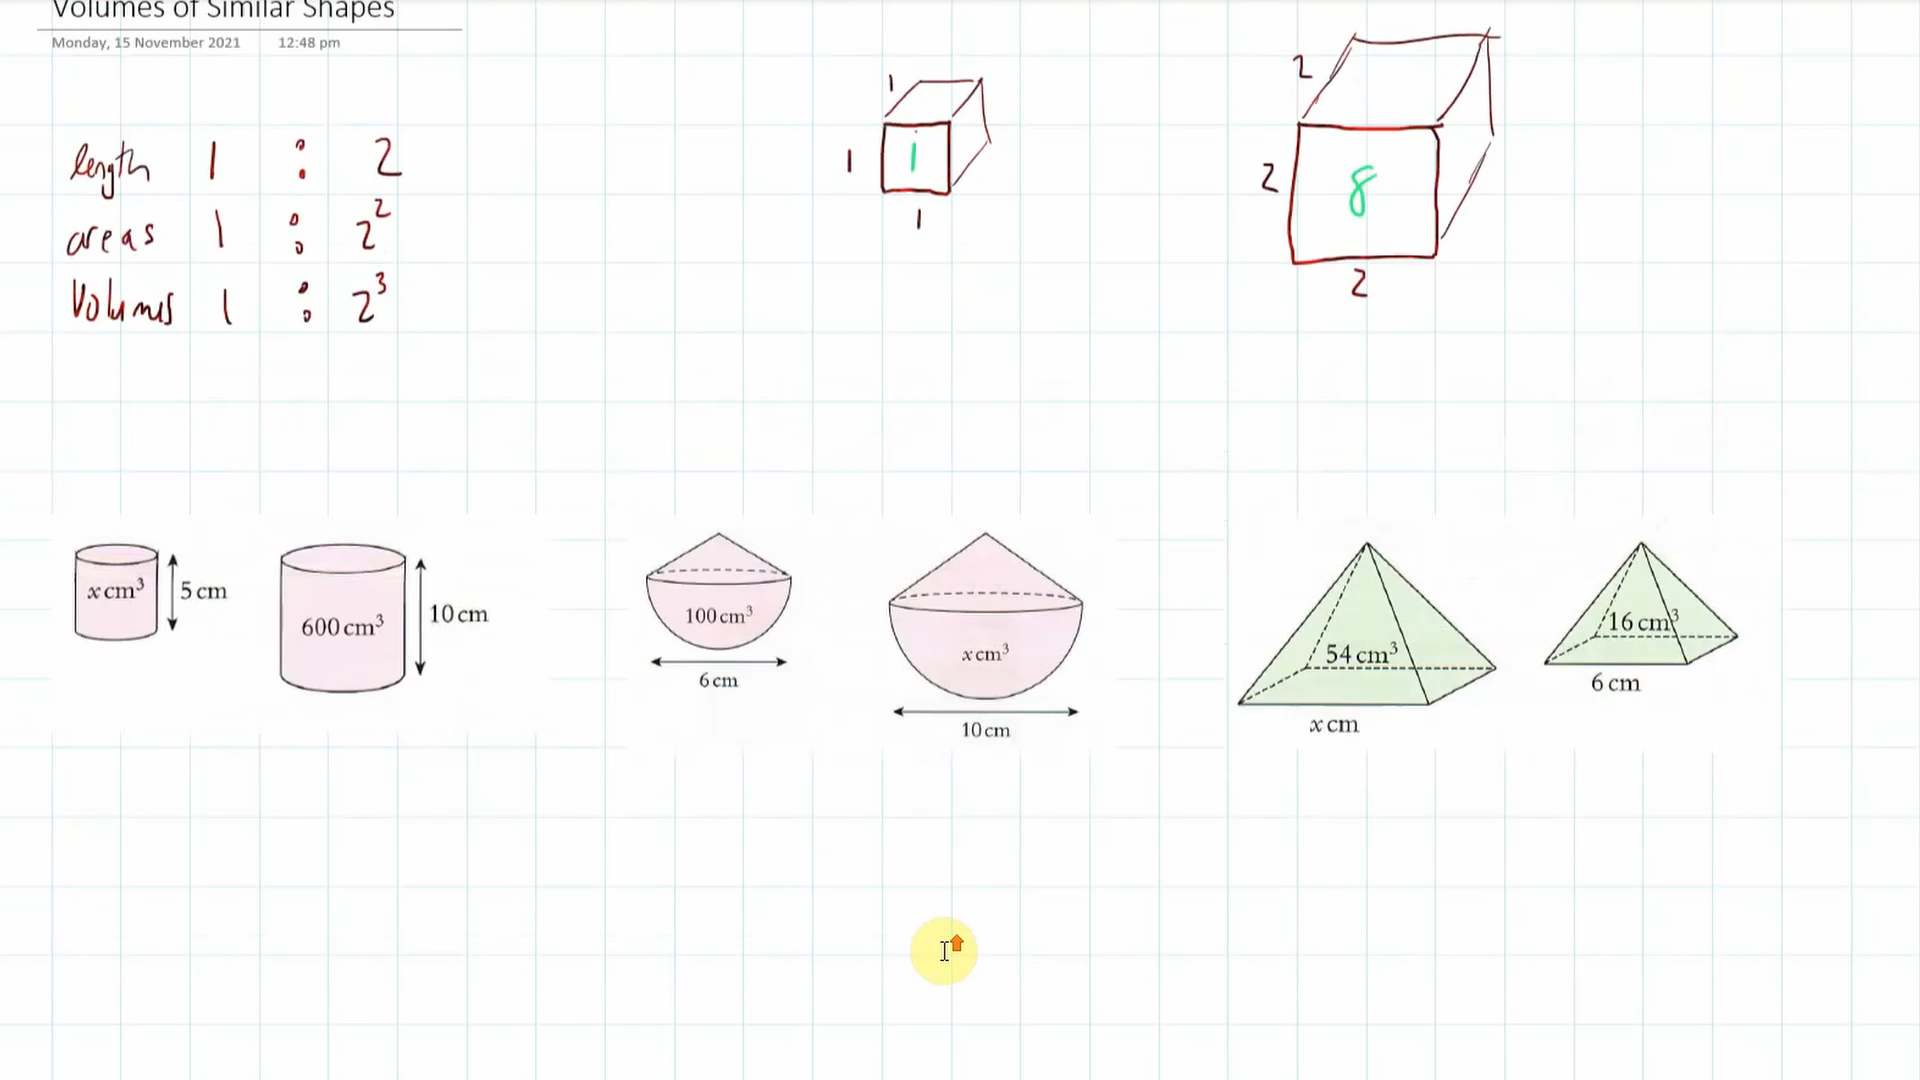 Volumes of Similar Shapes
Monday, 15 November 2021 12:48 pm
length 1 : 2
areas 1 : 2²
Volumes 1 : 2³
1
1
1
1
2
2
8
2
x cm³
5 cm
600 cm³
10 cm
100 cm³
6 cm
x cm³
10 cm
54 cm³
x cm
16 cm³
6 cm